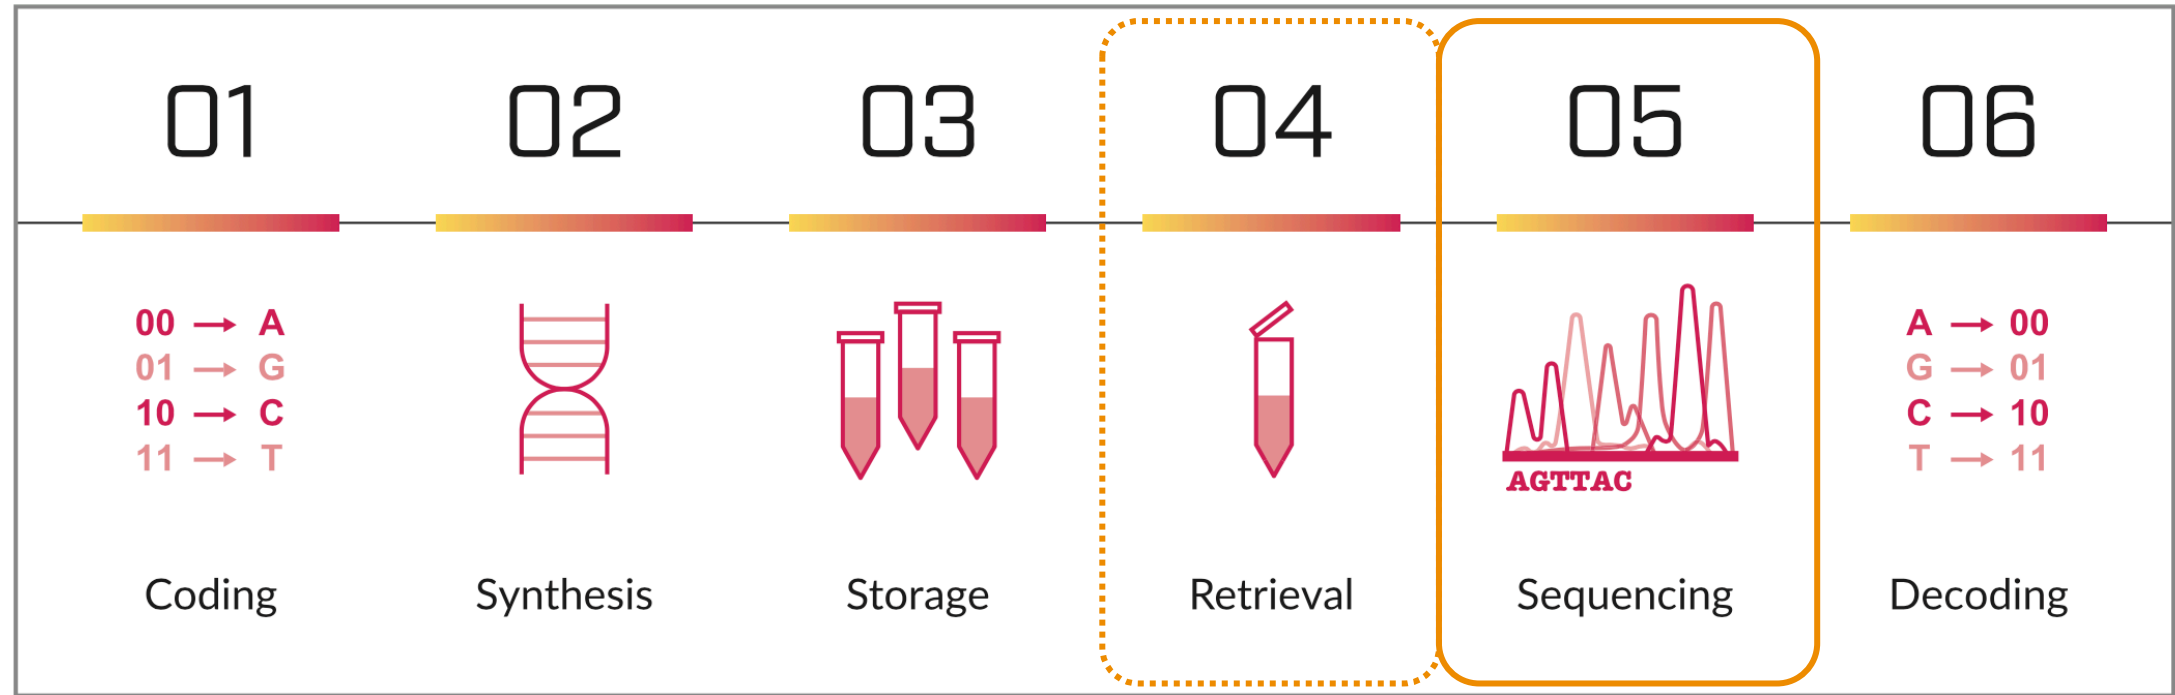 01 02 03 04 05 06
00 → A
01 → G
10 → C
11 → T
AGTTAC
A → 00
G → 01
C → 10
T → 11
Coding Synthesis Storage Retrieval Sequencing Decoding